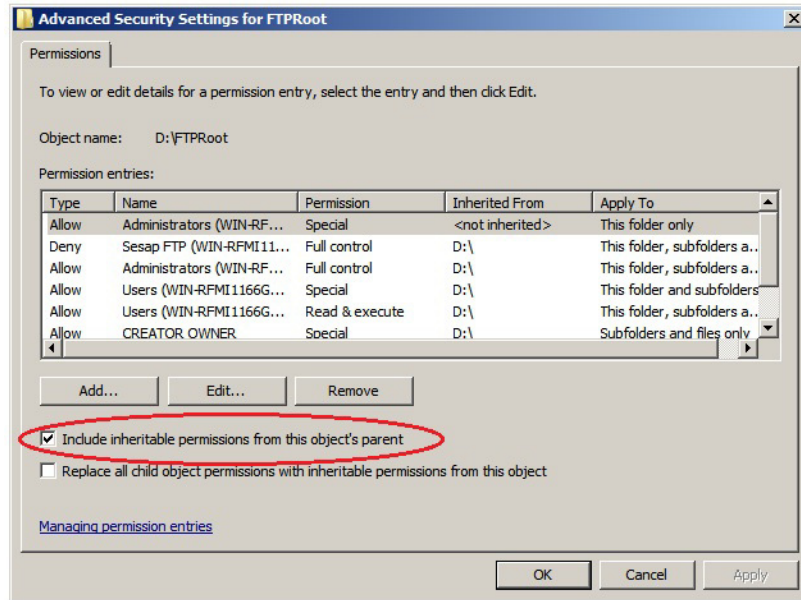 Advanced Security Settings for FTPRoot
Permissions
To view or edit details for a permission entry, select the entry and then click Edit.
Object name: D:\FTPRoot
Permission entries:
Type Name Permission Inherited From Apply To
Allow Administrators (WIN-RF... Special <not inherited> This folder only
Deny Sesap FTP (WIN-RFMI11... Full control D:\ This folder, subfolders a...
Allow Administrators (WIN-RF... Full control D:\ This folder, subfolders a...
Allow Users (WIN-RFMI1166G... Special D:\ This folder and subfolders
Allow Users (WIN-RFMI1166G... Read & execute D:\ This folder, subfolders a...
Allow CREATOR OWNER Special D:\ Subfolders and files only
Add... Edit... Remove
Include inheritable permissions from this object's parent
Replace all child object permissions with inheritable permissions from this object
Managing permission entries
OK Cancel Apply